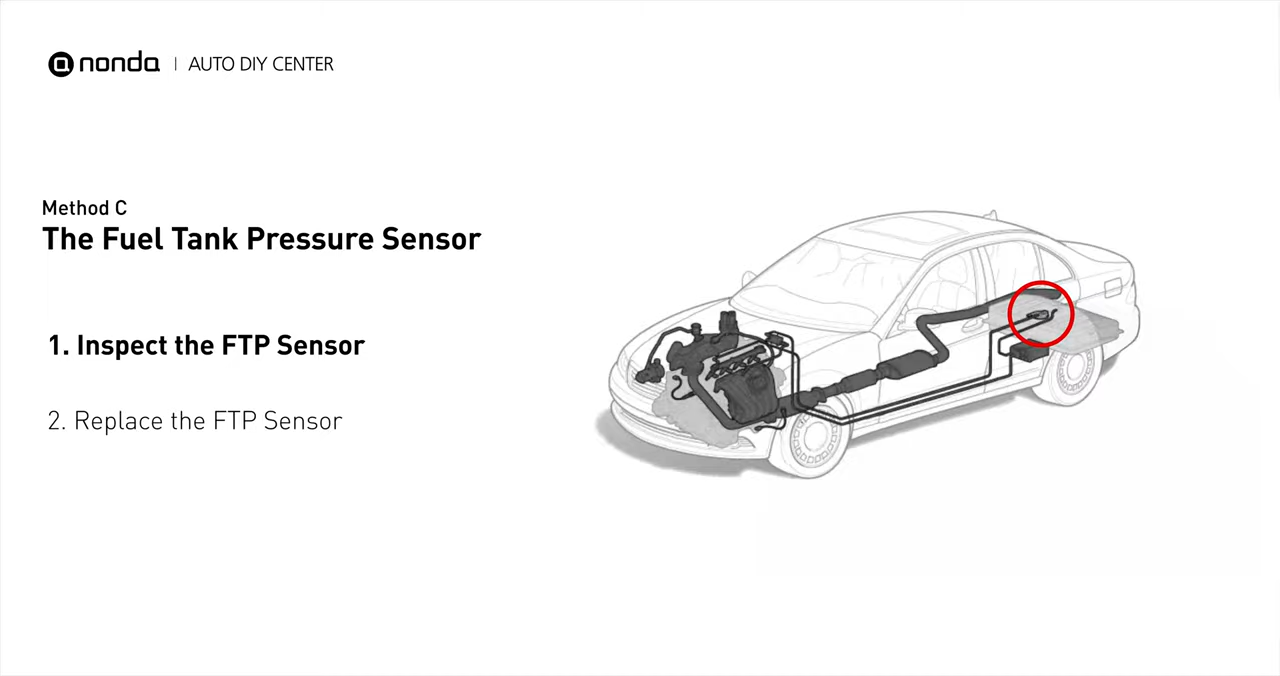 nonda | AUTO DIY CENTER
Method C
The Fuel Tank Pressure Sensor
1. Inspect the FTP Sensor
2. Replace the FTP Sensor